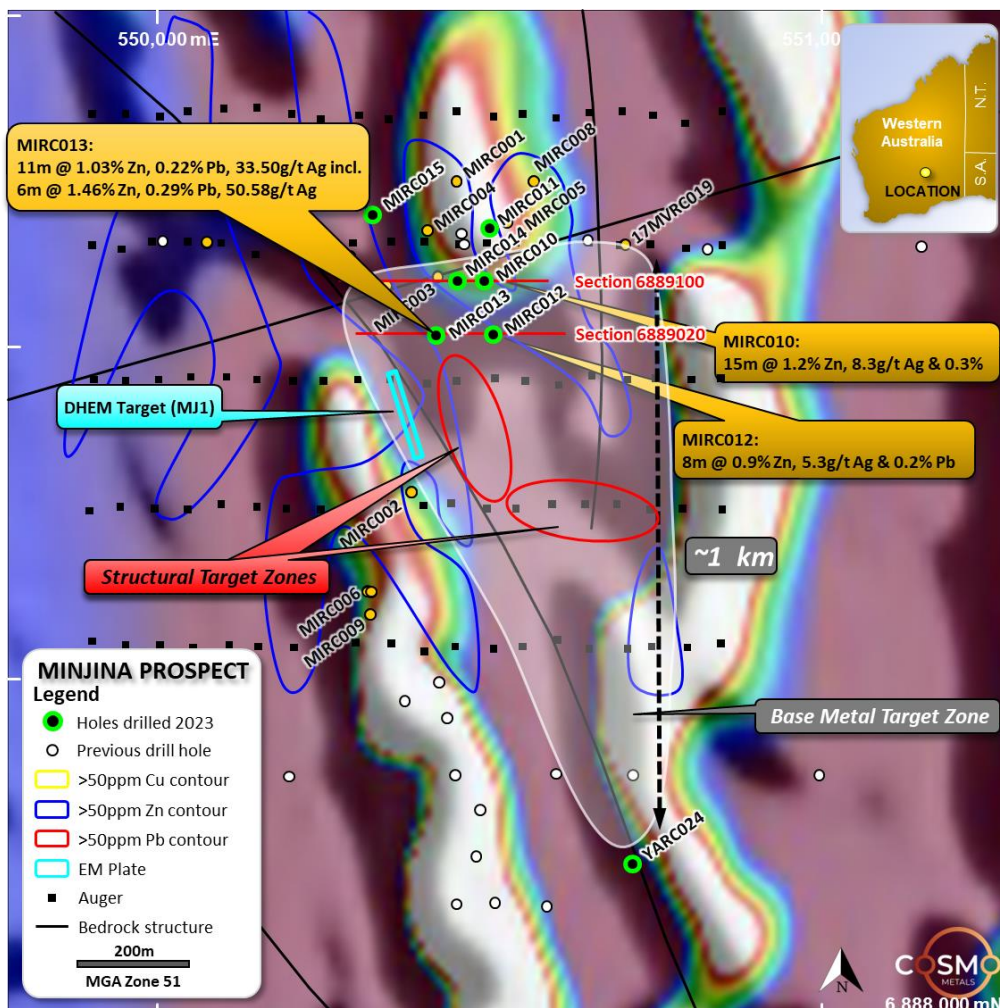 550,000 mE
551,00
MIRC013:
11m @ 1.03% Zn, 0.22% Pb, 33.50g/t Ag incl.
6m @ 1.46% Zn, 0.29% Pb, 50.58g/t Ag
Western
Australia
N.T.
S.A.
LOCATION
MIRC015
MIRC001
MIRC008
MIRC004
MIRC011
MIRC005
17MVRC019
MIRC014
MIRC010
MIRC003
Section 6889100
MIRC013
MIRC012
Section 6889020
MIRC010:
15m @ 1.2% Zn, 8.3g/t Ag & 0.3%
DHEM Target (MJ1)
MIRC012:
8m @ 0.9% Zn, 5.3g/t Ag & 0.2% Pb
MIRC002
~1 km
Structural Target Zones
MIRC006
MIRC009
Base Metal Target Zone
YARC024
MINJINA PROSPECT
Legend
Holes drilled 2023
Previous drill hole
>50ppm Cu contour
>50ppm Zn contour
>50ppm Pb contour
EM Plate
Auger
Bedrock structure
200m
MGA Zone 51
N
COSMO
METALS
6,888,000 mN